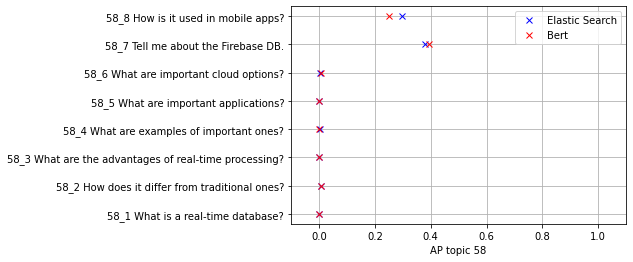 58_8 How is it used in mobile apps?
58_7 Tell me about the Firebase DB.
58_6 What are important cloud options?
58_5 What are important applications?
58_4 What are examples of important ones?
58_3 What are the advantages of real-time processing?
58_2 How does it differ from traditional ones?
58_1 What is a real-time database?
Elastic Search
Bert
0.0 0.2 0.4 0.6 0.8 1.0
AP topic 58